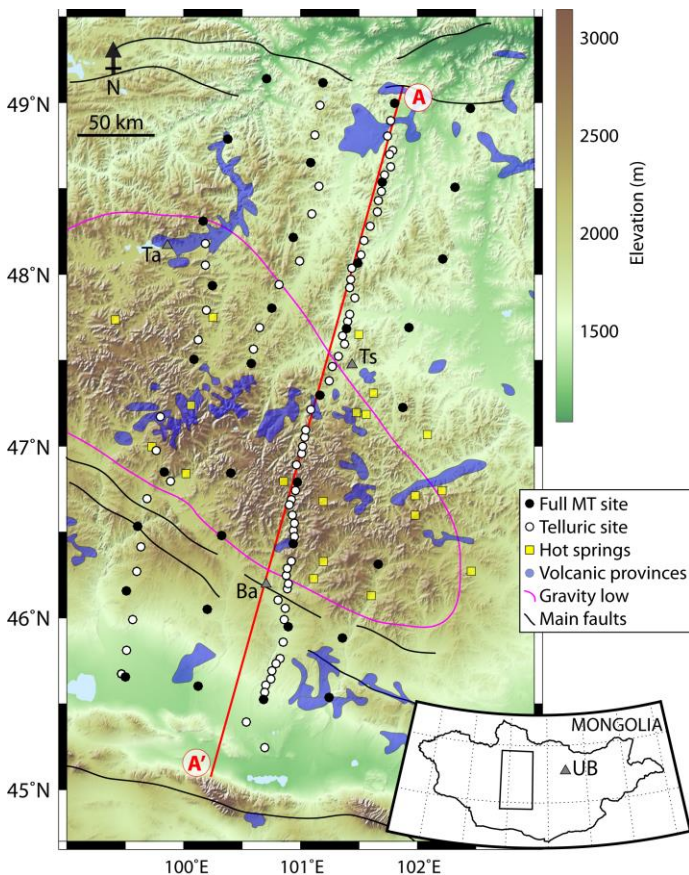 3000
2500
2000
1500
Elevation (m)
49°N
48°N
47°N
46°N
45°N
100°E
101°E
102°E
N
50 km
A
Ta
Ts
Ba
A'
Full MT site
Telluric site
Hot springs
Volcanic provinces
Gravity low
Main faults
MONGOLIA
UB